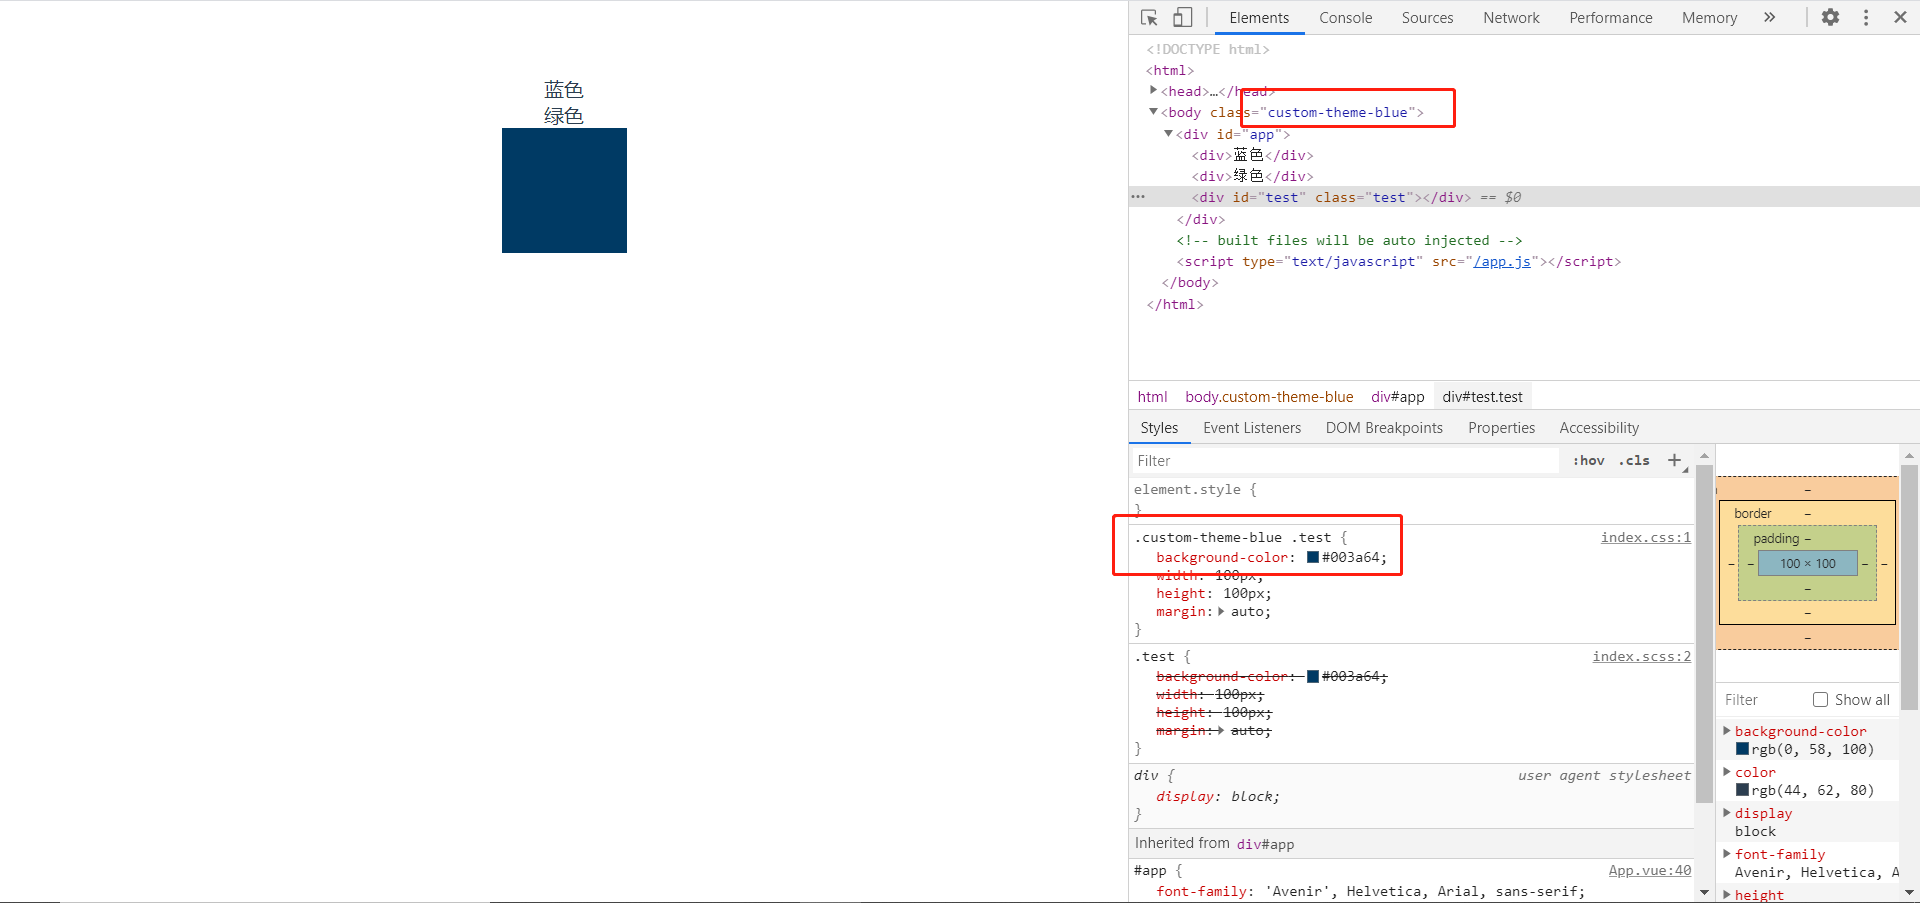 蓝色
绿色
Elements Console Sources Network Performance Memory »
<!DOCTYPE html>
<html>
<head>…</head>
<body class="custom-theme-blue">
<div id="app">
<div>蓝色</div>
<div>绿色</div>
<div id="test" class="test"></div> == $0
</div>
<!-- built files will be auto injected -->
<script type="text/javascript" src="/app.js"></script>
</body>
</html>
html body.custom-theme-blue div#app div#test.test
Styles Event Listeners DOM Breakpoints Properties Accessibility
Filter :hov .cls +
element.style {
}
.custom-theme-blue .test { index.css:1
background-color: #003a64;
width: 100px;
height: 100px;
margin: auto;
}
.test { index.scss:2
background-color: #003a64;
width: 100px;
height: 100px;
margin: auto;
}
div { user agent stylesheet
display: block;
}
Inherited from div#app
#app { App.vue:40
font-family: 'Avenir', Helvetica, Arial, sans-serif;
–
border –
padding –
– – 100 × 100 – –
–
–
–
Filter Show all
background-color
rgb(0, 58, 100)
color
rgb(44, 62, 80)
display
block
font-family
Avenir, Helvetica, A
height